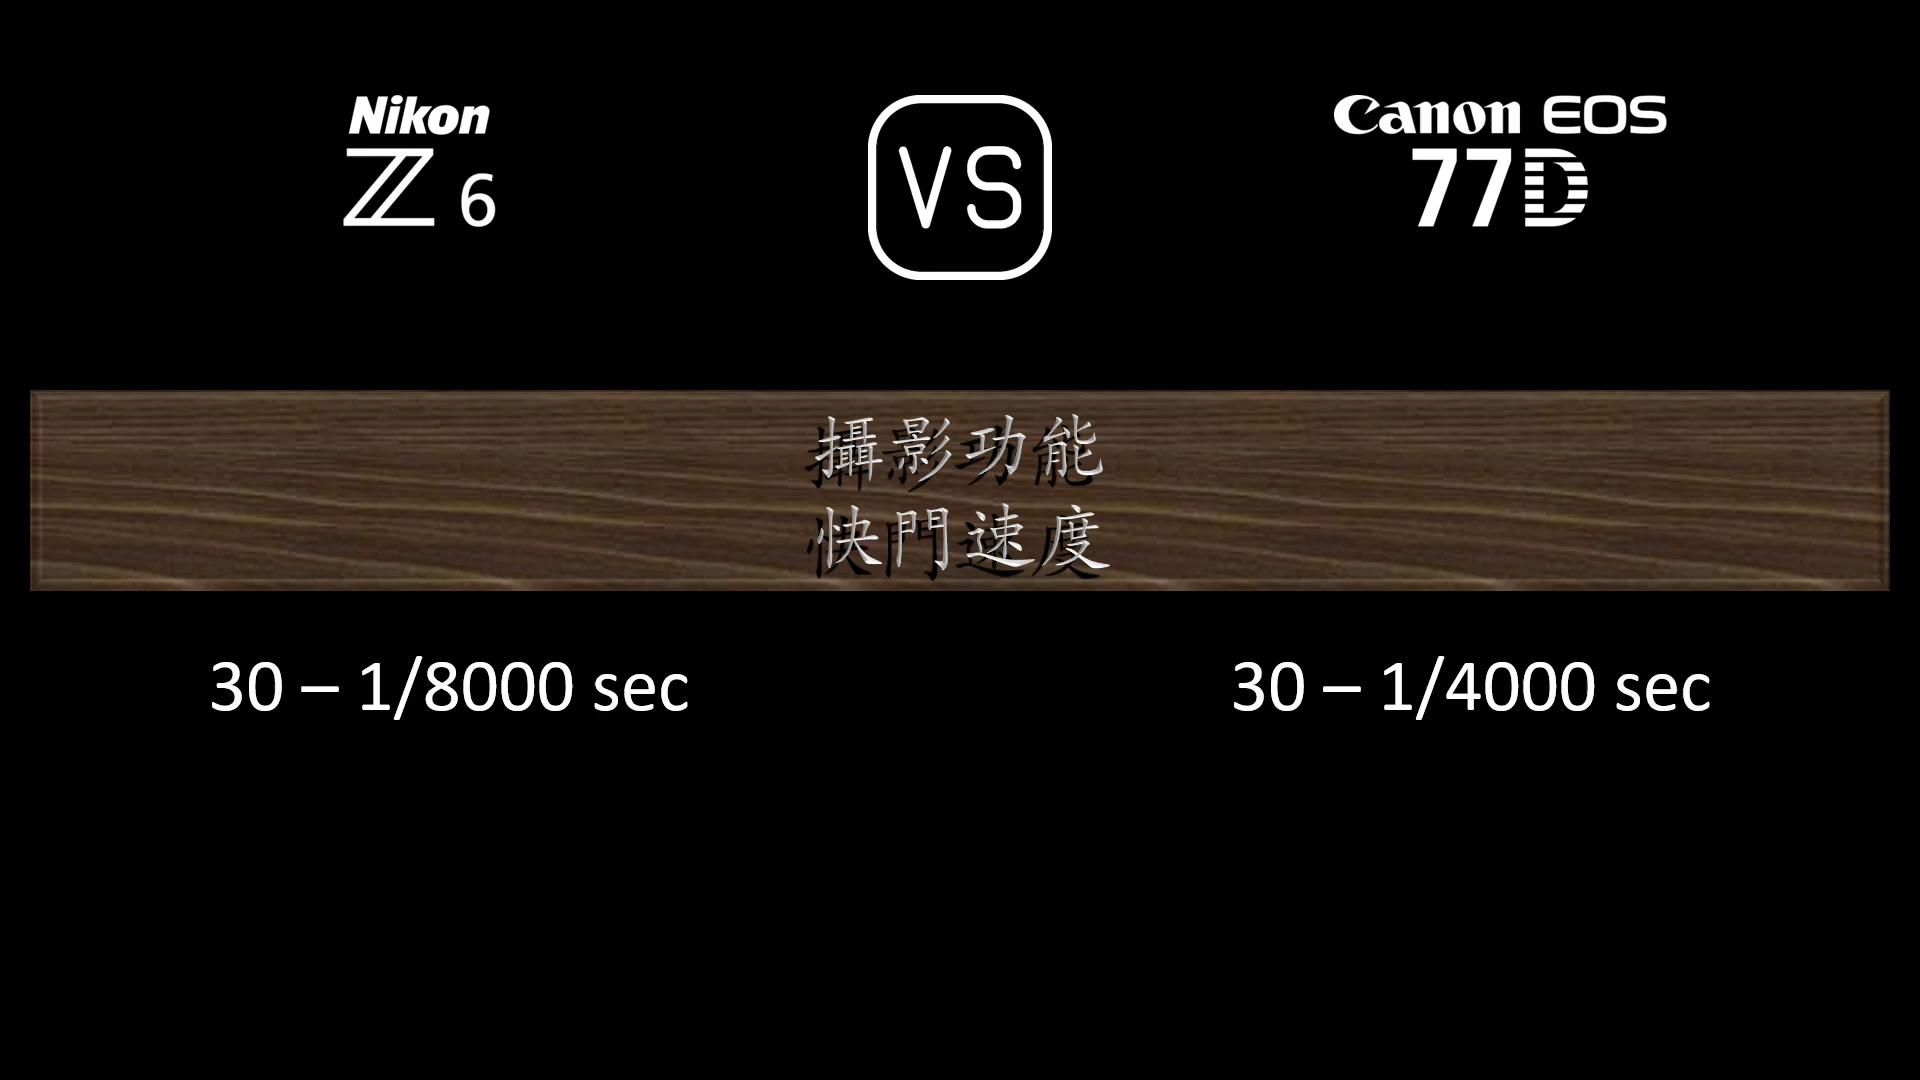 Nikon
Z 6
VS
Canon EOS
77D
攝影功能
快門速度
30 – 1/8000 sec
30 – 1/4000 sec